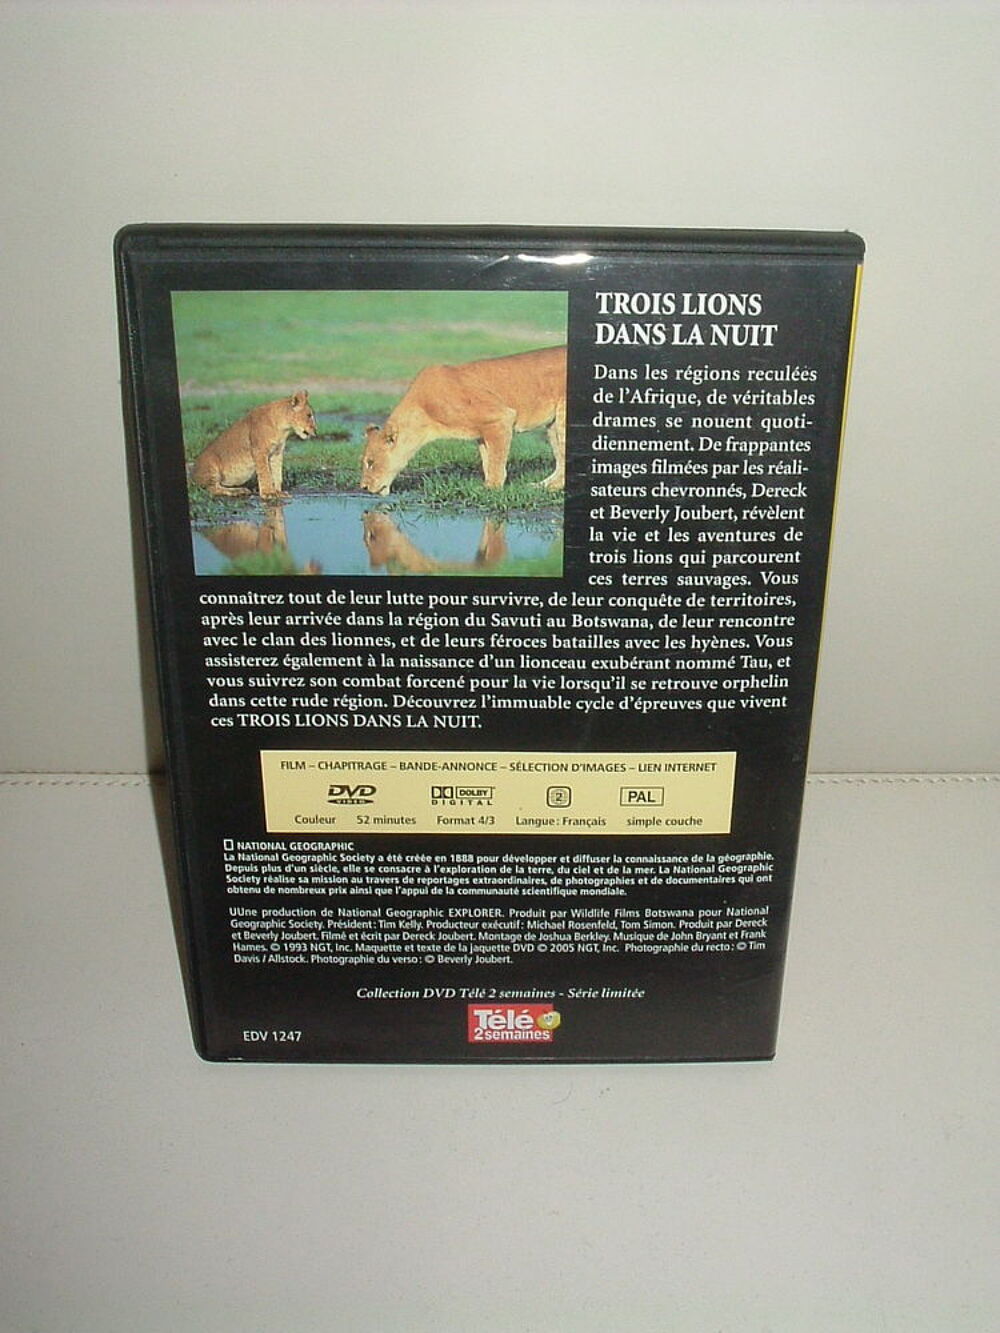 TROIS LIONS
DANS LA NUIT
Dans les régions reculées
de l'Afrique, de véritables
drames se nouent quoti-
diennement. De frappantes
images filmées par les réali-
sateurs chevronnés, Dereck
et Beverly Joubert, révèlent
la vie et les aventures de
trois lions qui parcourent
ces terres sauvages. Vous
connaîtrez tout de leur lutte pour survivre, de leur conquête de territoires,
après leur arrivée dans la région du Savuti au Botswana, de leur rencontre
avec le clan des lionnes, et de leurs féroces batailles avec les hyènes. Vous
assisterez également à la naissance d'un lionceau exubérant nommé Tau, et
vous suivrez son combat forcené pour la vie lorsqu'il se retrouve orphelin
dans cette rude région. Découvrez l'immuable cycle d'épreuves que vivent
ces TROIS LIONS DANS LA NUIT.
FILM – CHAPITRAGE – BANDE-ANNONCE – SÉLECTION D'IMAGES – LIEN INTERNET
DVD VIDEO DOLBY DIGITAL 2 PAL
Couleur 52 minutes Format 4/3 Langue : Français simple couche
NATIONAL GEOGRAPHIC
La National Geographic Society a été créée en 1888 pour développer et diffuser la connaissance de la géographie.
Depuis plus d'un siècle, elle se consacre à l'exploration de la terre, du ciel et de la mer. La National Geographic
Society réalise sa mission au travers de reportages extraordinaires, de photographies et de documentaires qui ont
obtenu de nombreux prix ainsi que l'appui de la communauté scientifique mondiale.
UUne production de National Geographic EXPLORER. Produit par Wildlife Films Botswana pour National
Geographic Society. Président : Tim Kelly. Producteur exécutif : Michael Rosenfeld, Tom Simon. Produit par Dereck
et Beverly Joubert. Filmé et écrit par Dereck Joubert. Montage de Joshua Berkley. Musique de John Bryant et Frank
Hames. © 1993 NGT, Inc. Maquette et texte de la jaquette DVD © 2005 NGT, Inc. Photographie du recto : © Tim
Davis / Allstock. Photographie du verso : © Beverly Joubert.
Collection DVD Télé 2 semaines - Série limitée
Télé
2semaines
EDV 1247